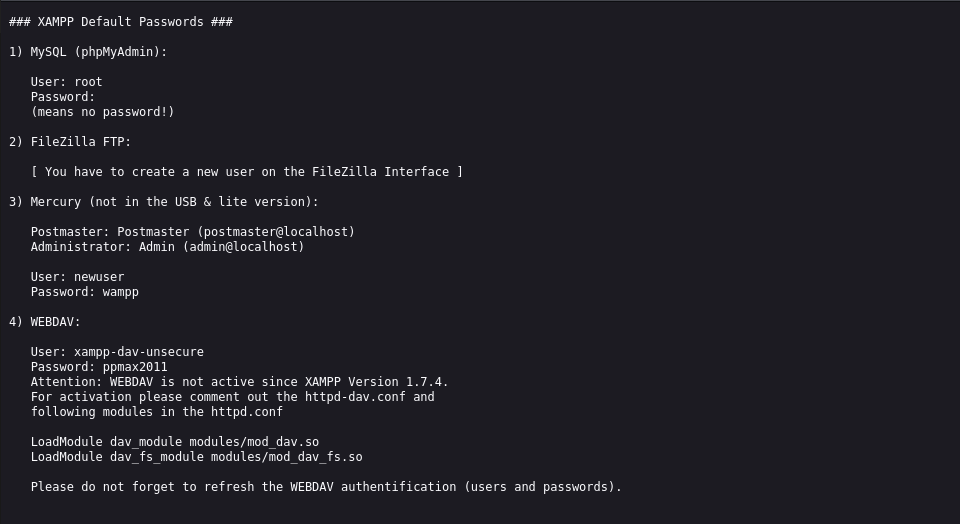 ### XAMPP Default Passwords ###
1) MySQL (phpMyAdmin):
User: root
Password:
(means no password!)
2) FileZilla FTP:
[ You have to create a new user on the FileZilla Interface ]
3) Mercury (not in the USB & lite version):
Postmaster: Postmaster (postmaster@localhost)
Administrator: Admin (admin@localhost)
User: newuser
Password: wampp
4) WEBDAV:
User: xampp-dav-unsecure
Password: ppmax2011
Attention: WEBDAV is not active since XAMPP Version 1.7.4.
For activation please comment out the httpd-dav.conf and
following modules in the httpd.conf
LoadModule dav_module modules/mod_dav.so
LoadModule dav_fs_module modules/mod_dav_fs.so
Please do not forget to refresh the WEBDAV authentification (users and passwords).